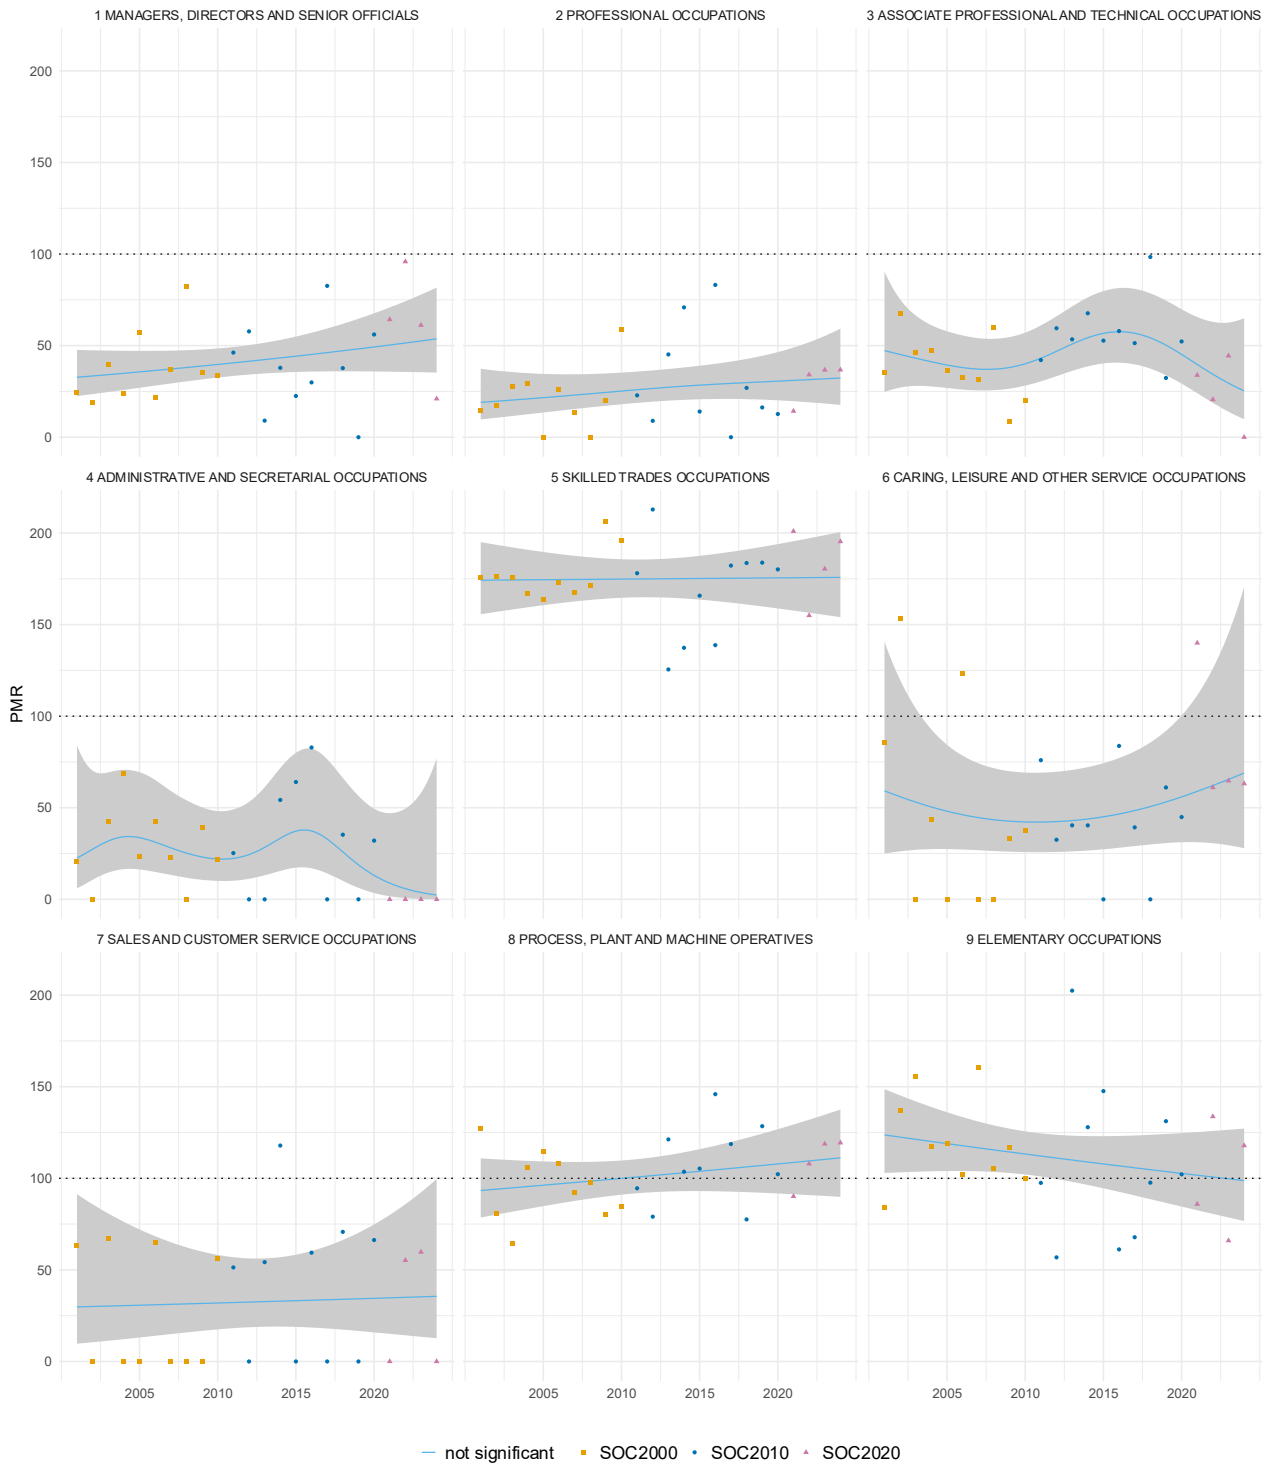 1 MANAGERS, DIRECTORS AND SENIOR OFFICIALS
2 PROFESSIONAL OCCUPATIONS
3 ASSOCIATE PROFESSIONAL AND TECHNICAL OCCUPATIONS
200
150
100
50
0
4 ADMINISTRATIVE AND SECRETARIAL OCCUPATIONS
5 SKILLED TRADES OCCUPATIONS
6 CARING, LEISURE AND OTHER SERVICE OCCUPATIONS
200
150
PMR
100
50
0
7 SALES AND CUSTOMER SERVICE OCCUPATIONS
8 PROCESS, PLANT AND MACHINE OPERATIVES
9 ELEMENTARY OCCUPATIONS
200
150
100
50
0
2005 2010 2015 2020
2005 2010 2015 2020
2005 2010 2015 2020
not significant SOC2000 SOC2010 SOC2020